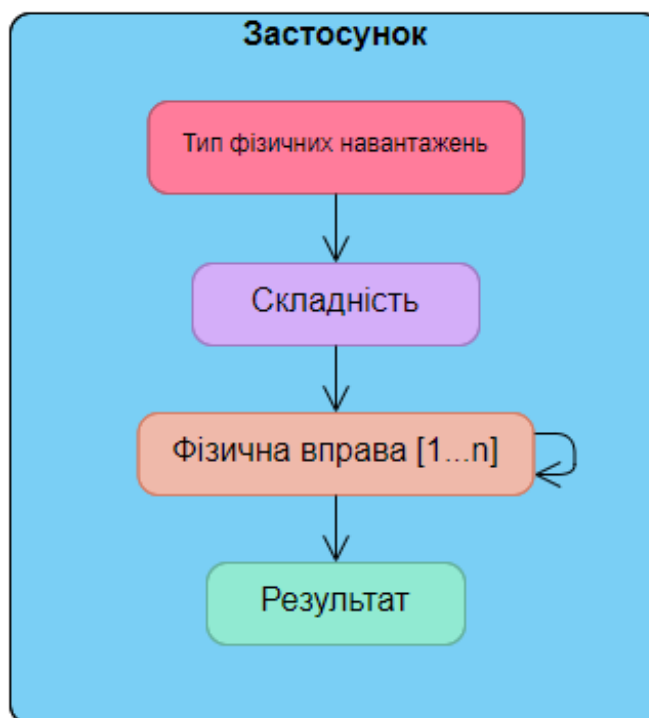 Застосунок
Тип фізичних навантажень
Складність
Фізична вправа [1...n]
Результат